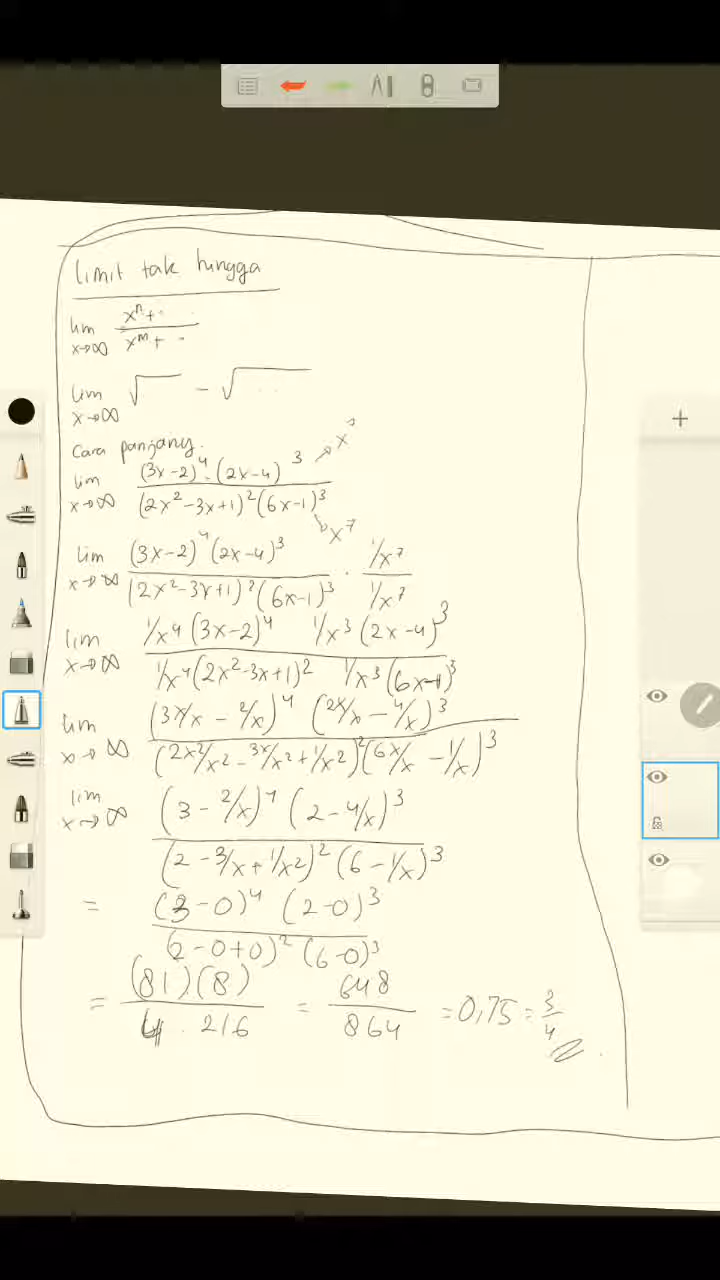 limit tak hingga
lim x→∞ (xⁿ + ..)/(xᵐ + ..)
lim x→∞ √ - √ ...
Cara panjang.
lim x→∞ ((3x-2)⁴ . (2x-4)³)/((2x²-3x+1)²(6x-1)³)
→ x⁷
lim x→∞ ((3x-2)⁴(2x-4)³)/((2x²-3x+1)²(6x-1)³) . (1/x⁷)/(1/x⁷)
lim x→∞ (1/x⁴(3x-2)⁴ 1/x³(2x-4)³)/(1/x⁴(2x²-3x+1)² 1/x³(6x-1)³)
lim x→∞ ((3x/x - 2/x)⁴ (2x/x - 4/x)³)/((2x²/x² - 3x/x² + 1/x²)²(6x/x - 1/x)³)
lim x→∞ ((3 - 2/x)⁴ (2 - 4/x)³)/((2 - 3/x + 1/x²)² (6 - 1/x)³)
= ((3-0)⁴ (2-0)³)/((2-0+0)² (6-0)³)
= ((81).(8))/(4 . 216) = 648/864 = 0,75 = 3/4